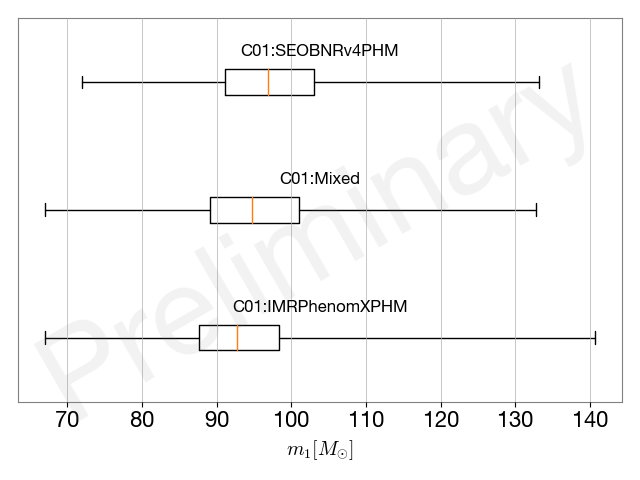 C01:SEOBNRv4PHM
C01:Mixed
C01:IMRPhenomXPHM
Preliminary
70 80 90 100 110 120 130 140
m₁[M☉]